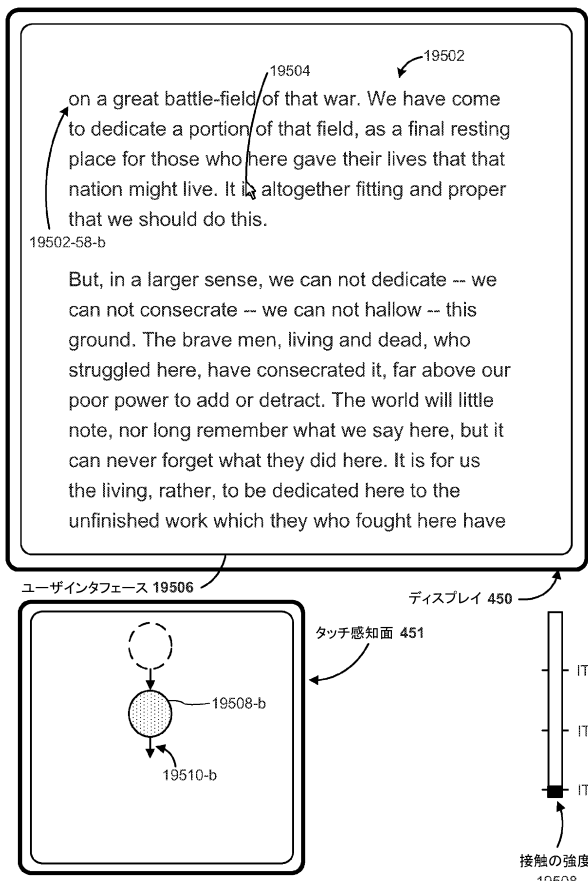 19502
19504
on a great battle-field of that war. We have come
to dedicate a portion of that field, as a final resting
place for those who here gave their lives that that
nation might live. It is altogether fitting and proper
that we should do this.
19502-58-b
But, in a larger sense, we can not dedicate -- we
can not consecrate -- we can not hallow -- this
ground. The brave men, living and dead, who
struggled here, have consecrated it, far above our
poor power to add or detract. The world will little
note, nor long remember what we say here, but it
can never forget what they did here. It is for us
the living, rather, to be dedicated here to the
unfinished work which they who fought here have
ユーザインタフェース 19506
ディスプレイ 450
タッチ感知面 451
19508-b
19510-b
IT
IT
IT
接触の強度
19508